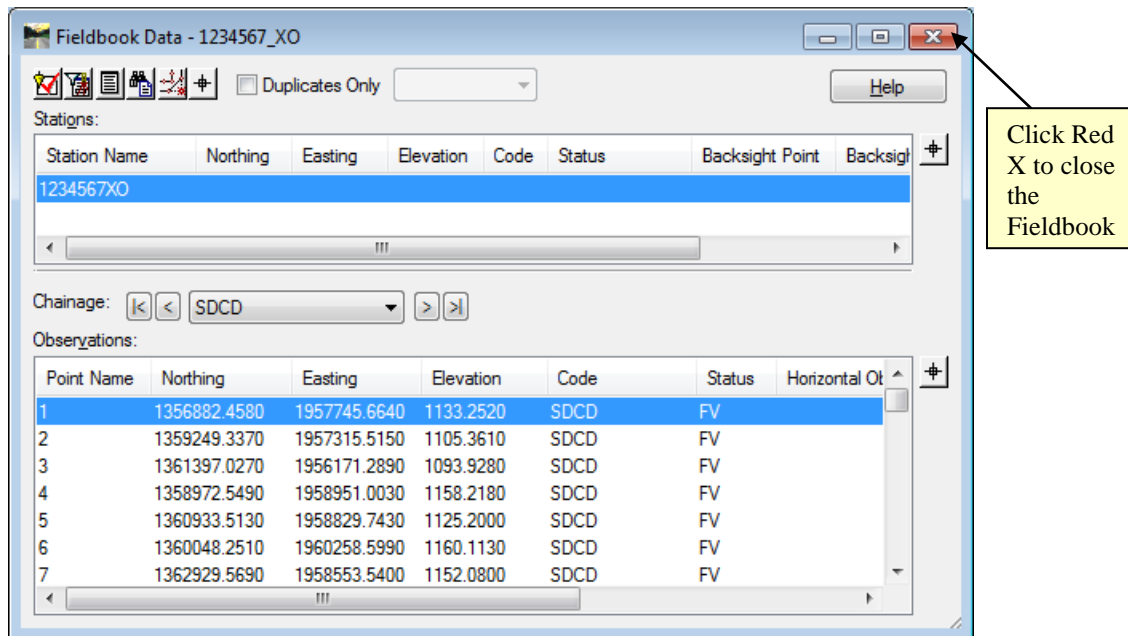 Fieldbook Data - 1234567_XO
Duplicates Only
Help
Stations:
Station Name Northing Easting Elevation Code Status Backsight Point Backsigh
1234567XO
Chainage: |< < SDCD > >|
Observations:
Point Name Northing Easting Elevation Code Status Horizontal Ob
1 1356882.4580 1957745.6640 1133.2520 SDCD FV
2 1359249.3370 1957315.5150 1105.3610 SDCD FV
3 1361397.0270 1956171.2890 1093.9280 SDCD FV
4 1358972.5490 1958951.0030 1158.2180 SDCD FV
5 1360933.5130 1958829.7430 1125.2000 SDCD FV
6 1360048.2510 1960258.5990 1160.1130 SDCD FV
7 1362929.5690 1958553.5400 1152.0800 SDCD FV
Click Red
X to close
the
Fieldbook